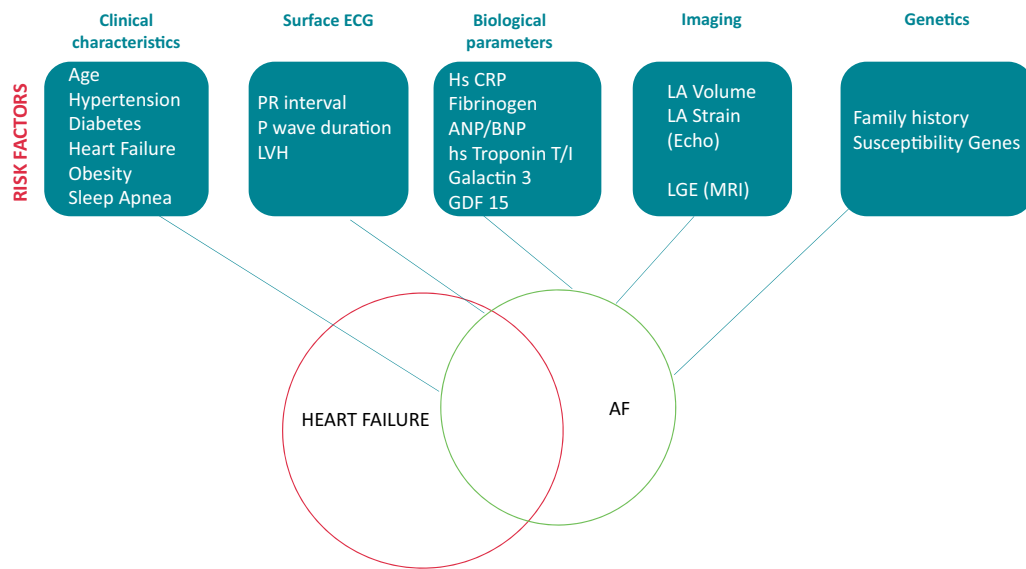 Clinical
characteristics
Surface ECG
Biological
parameters
Imaging
Genetics
RISK FACTORS
Age
Hypertension
Diabetes
Heart Failure
Obesity
Sleep Apnea
PR interval
P wave duration
LVH
Hs CRP
Fibrinogen
ANP/BNP
hs Troponin T/I
Galactin 3
GDF 15
LA Volume
LA Strain
(Echo)
LGE (MRI)
Family history
Susceptibility Genes
HEART FAILURE
AF